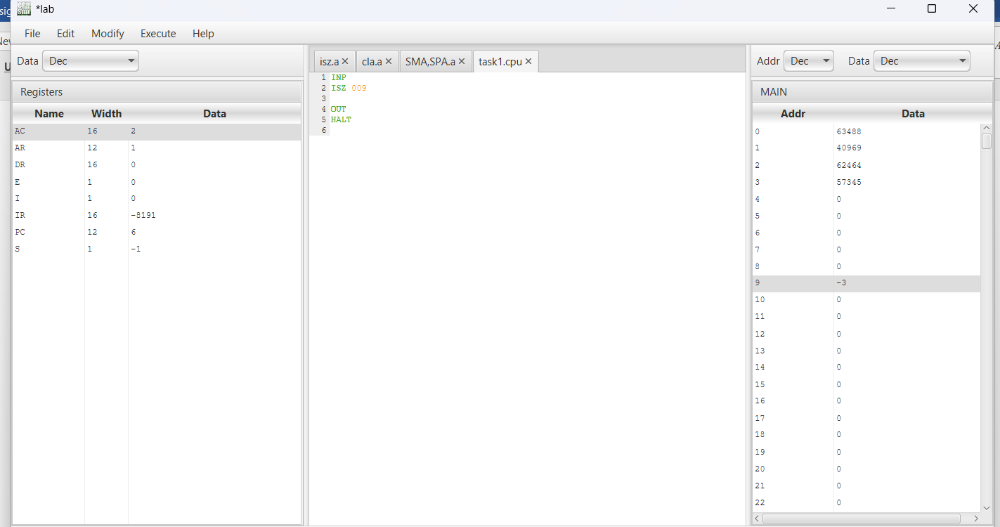 *lab
File Edit Modify Execute Help
Data Dec
Registers
Name Width Data
AC 16 2
AR 12 1
DR 16 0
E 1 0
I 1 0
IR 16 -8191
PC 12 6
S 1 -1
isz.a cla.a SMA,SPA.a task1.cpu
1 INP
2 ISZ 009
3
4 OUT
5 HALT
6
Addr Dec Data Dec
MAIN
Addr Data
0 63488
1 40969
2 62464
3 57345
4 0
5 0
6 0
7 0
8 0
9 -3
10 0
11 0
12 0
13 0
14 0
15 0
16 0
17 0
18 0
19 0
20 0
21 0
22 0